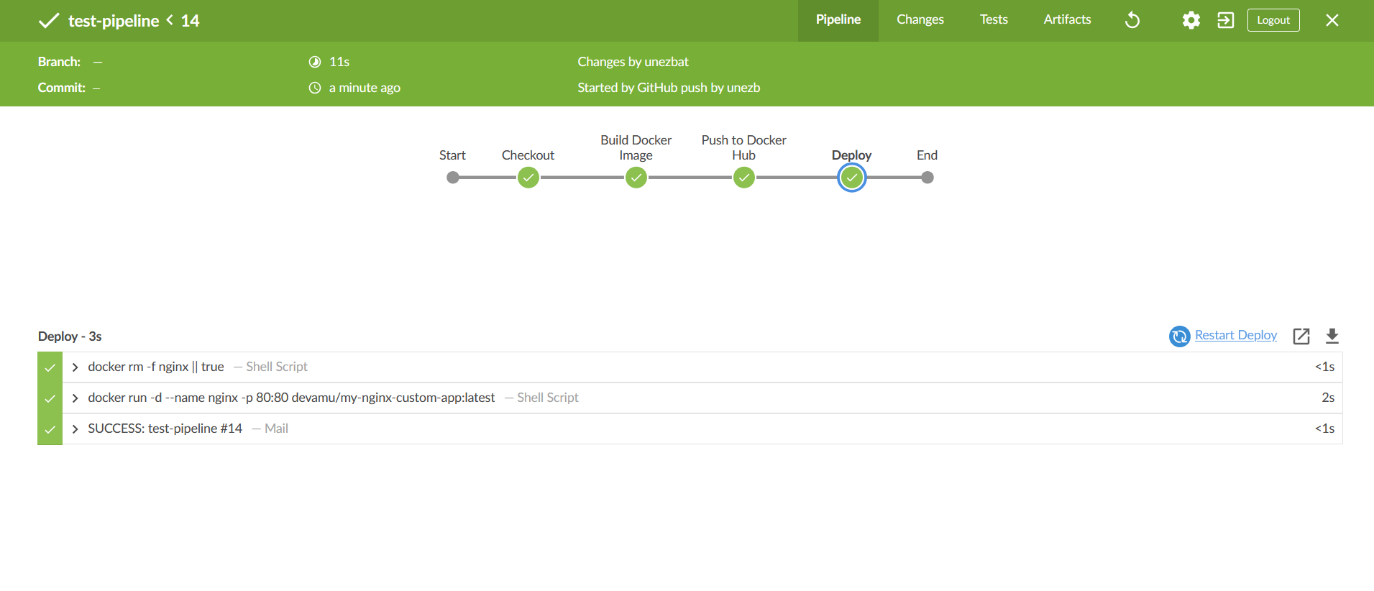 test-pipeline < 14
Pipeline Changes Tests Artifacts Logout
Branch: —
11s
Changes by unezbat
Commit: —
a minute ago
Started by GitHub push by unezb
Start
Checkout
Build Docker
Image
Push to Docker
Hub
Deploy
End
Deploy - 3s
Restart Deploy
docker rm -f nginx || true — Shell Script <1s
docker run -d --name nginx -p 80:80 devamu/my-nginx-custom-app:latest — Shell Script 2s
SUCCESS: test-pipeline #14 — Mail <1s